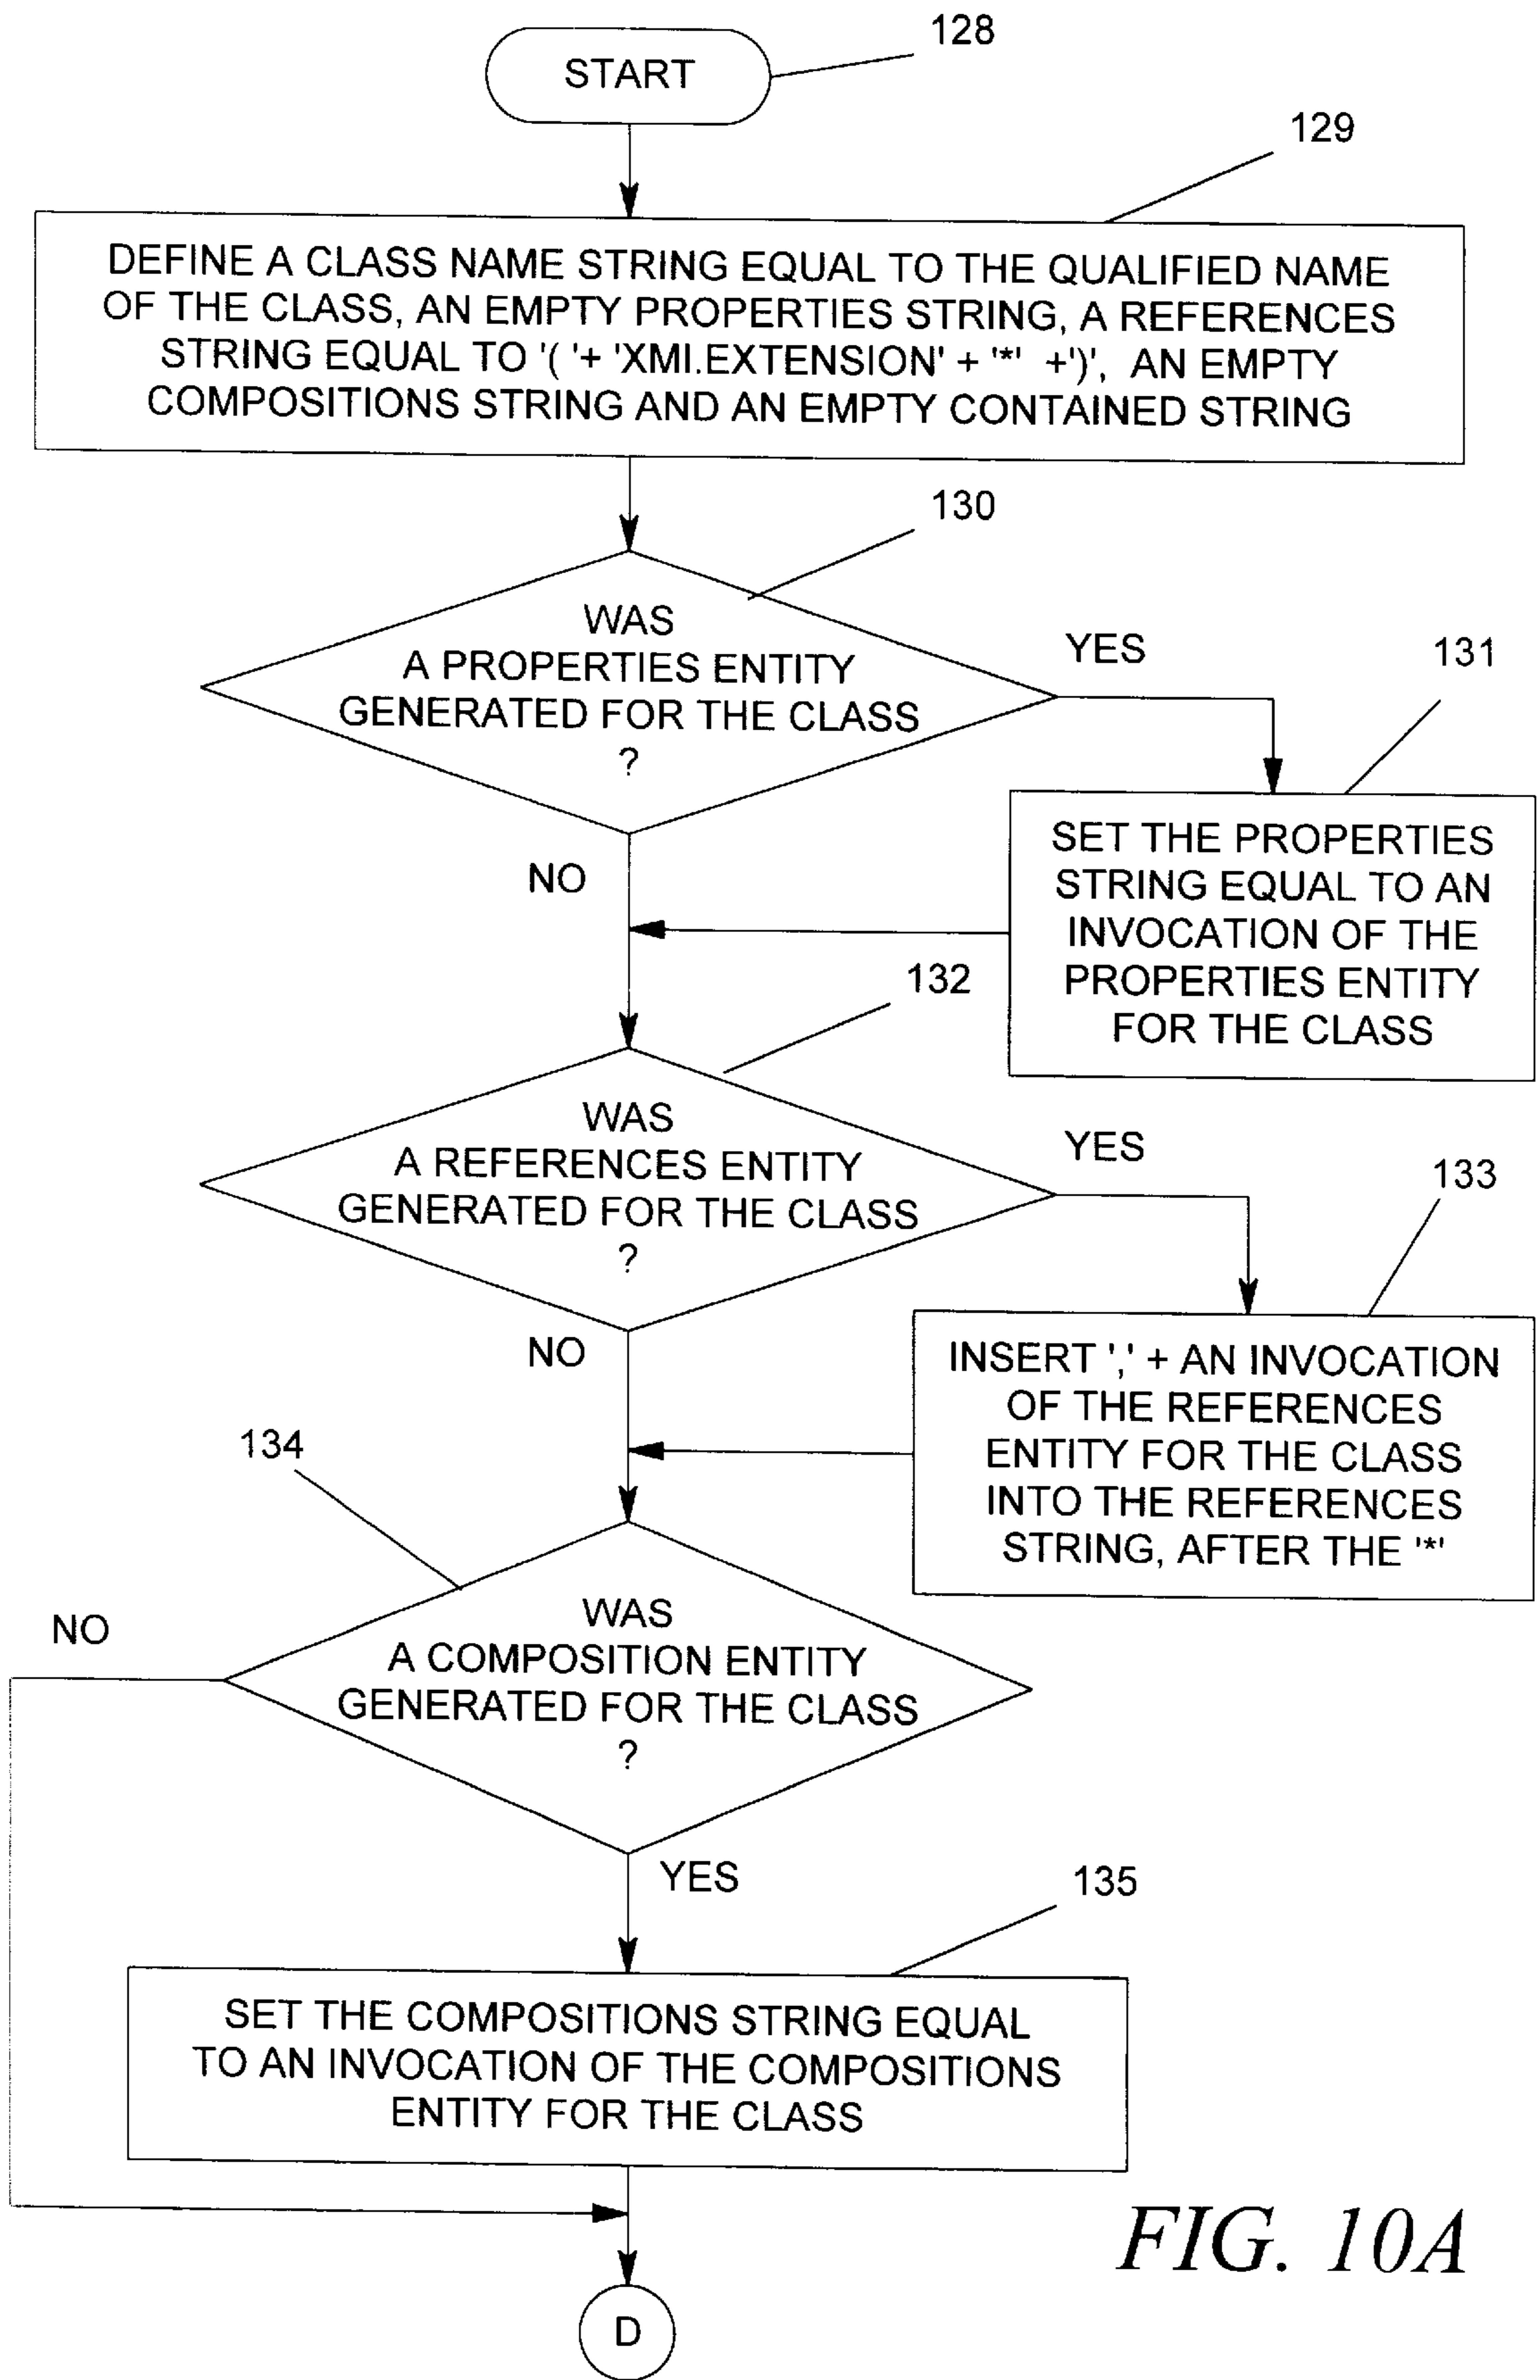 START
128
129
DEFINE A CLASS NAME STRING EQUAL TO THE QUALIFIED NAME
OF THE CLASS, AN EMPTY PROPERTIES STRING, A REFERENCES
STRING EQUAL TO '( '+ 'XMI.EXTENSION' + '*' +')', AN EMPTY
COMPOSITIONS STRING AND AN EMPTY CONTAINED STRING
130
WAS
A PROPERTIES ENTITY
GENERATED FOR THE CLASS
?
YES
131
NO
SET THE PROPERTIES
STRING EQUAL TO AN
INVOCATION OF THE
PROPERTIES ENTITY
FOR THE CLASS
132
WAS
A REFERENCES ENTITY
GENERATED FOR THE CLASS
?
YES
133
NO
INSERT ',' + AN INVOCATION
OF THE REFERENCES
ENTITY FOR THE CLASS
INTO THE REFERENCES
STRING, AFTER THE '*'
134
WAS
A COMPOSITION ENTITY
GENERATED FOR THE CLASS
?
NO
YES
135
SET THE COMPOSITIONS STRING EQUAL
TO AN INVOCATION OF THE COMPOSITIONS
ENTITY FOR THE CLASS
D
FIG. 10A